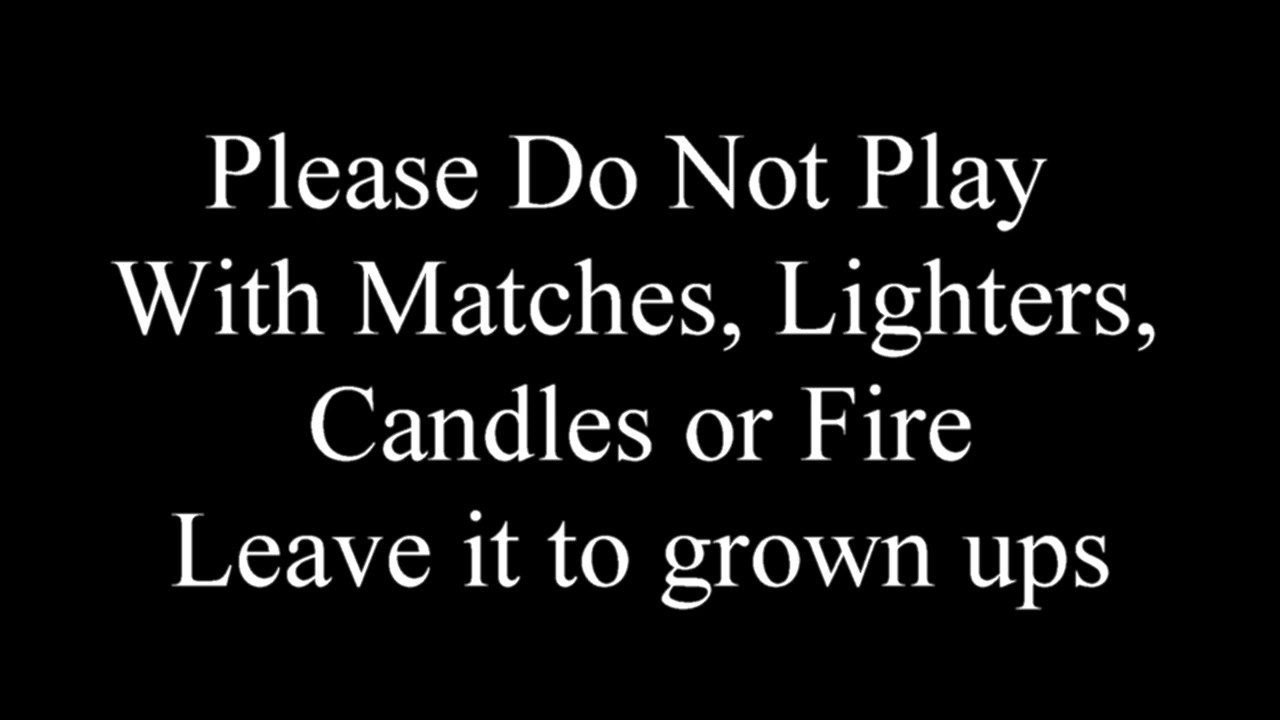 Please Do Not Play
With Matches, Lighters,
Candles or Fire
Leave it to grown ups